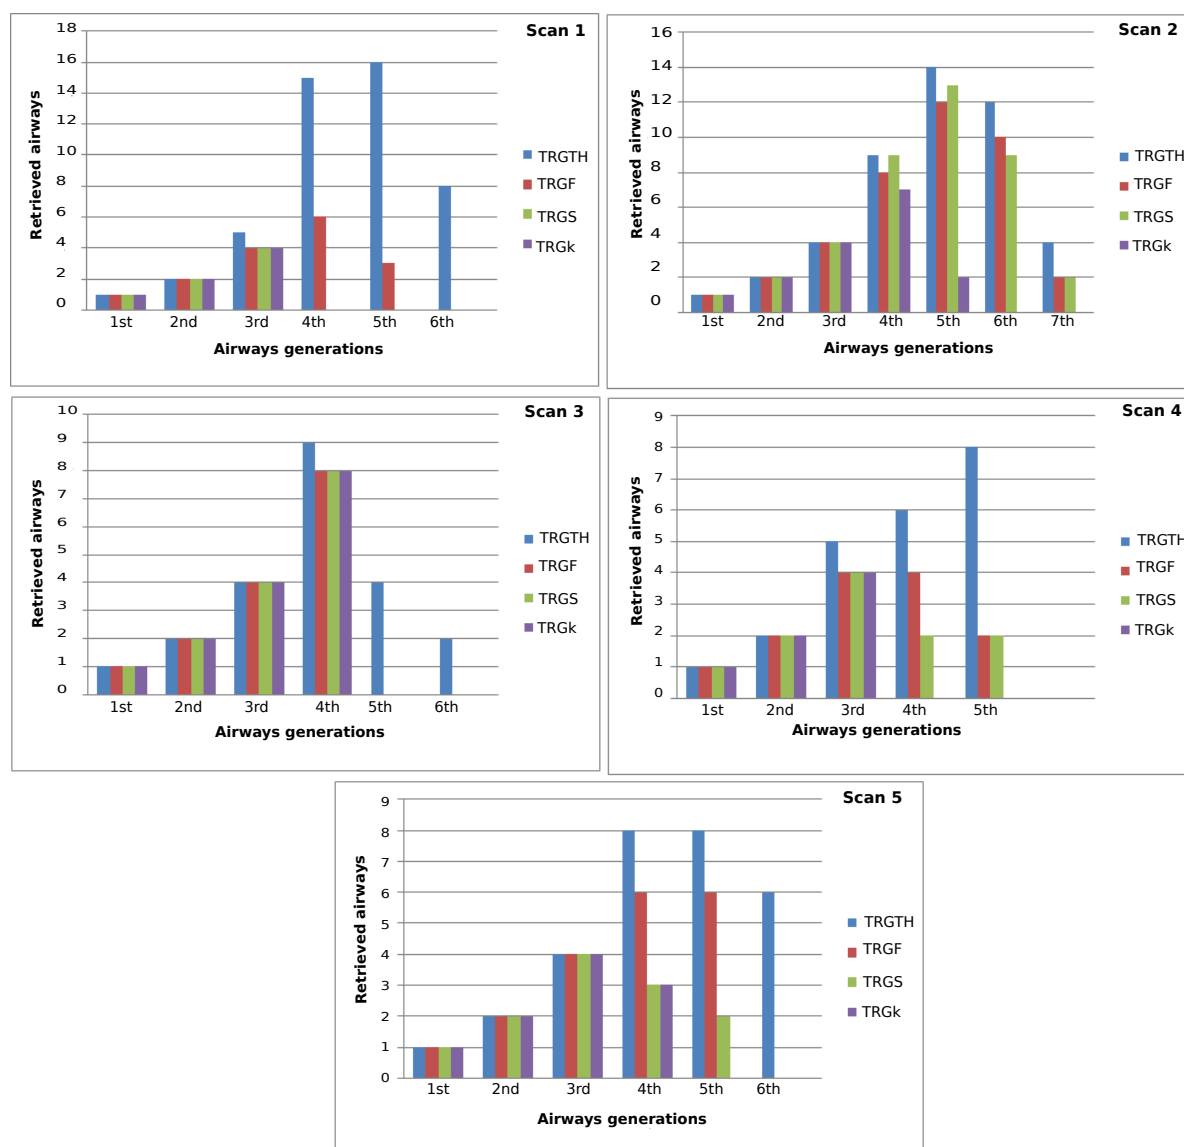 Scan 1
18
16
14
12
10
8
6
4
2
0
Retrieved airways
1st 2nd 3rd 4th 5th 6th
Airways generations
TRGTH
TRGF
TRGS
TRGk
Scan 2
16
14
12
10
8
6
4
2
0
Retrieved airways
1st 2nd 3rd 4th 5th 6th 7th
Airways generations
TRGTH
TRGF
TRGS
TRGk
Scan 3
10
9
8
7
6
5
4
3
2
1
0
Retrieved airways
1st 2nd 3rd 4th 5th 6th
Airways generations
TRGTH
TRGF
TRGS
TRGk
Scan 4
9
8
7
6
5
4
3
2
1
0
Retrieved airways
1st 2nd 3rd 4th 5th
Airways generations
TRGTH
TRGF
TRGS
TRGk
Scan 5
9
8
7
6
5
4
3
2
1
0
Retrieved airways
1st 2nd 3rd 4th 5th 6th
Airways generations
TRGTH
TRGF
TRGS
TRGk